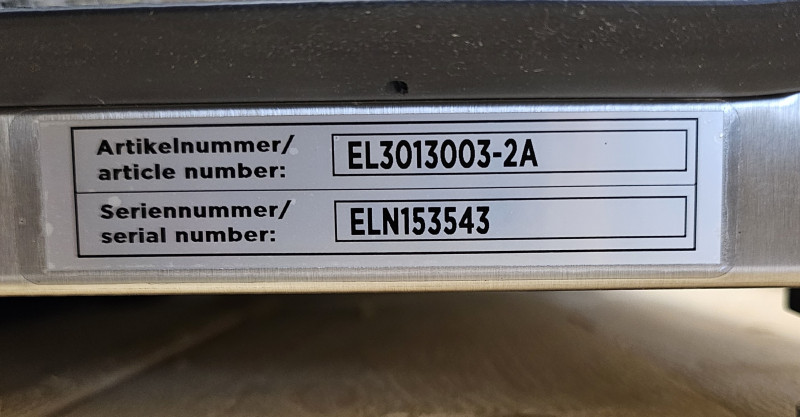 Artikelnummer/
article number:
EL3013003-2A
Seriennummer/
serial number:
ELN153543